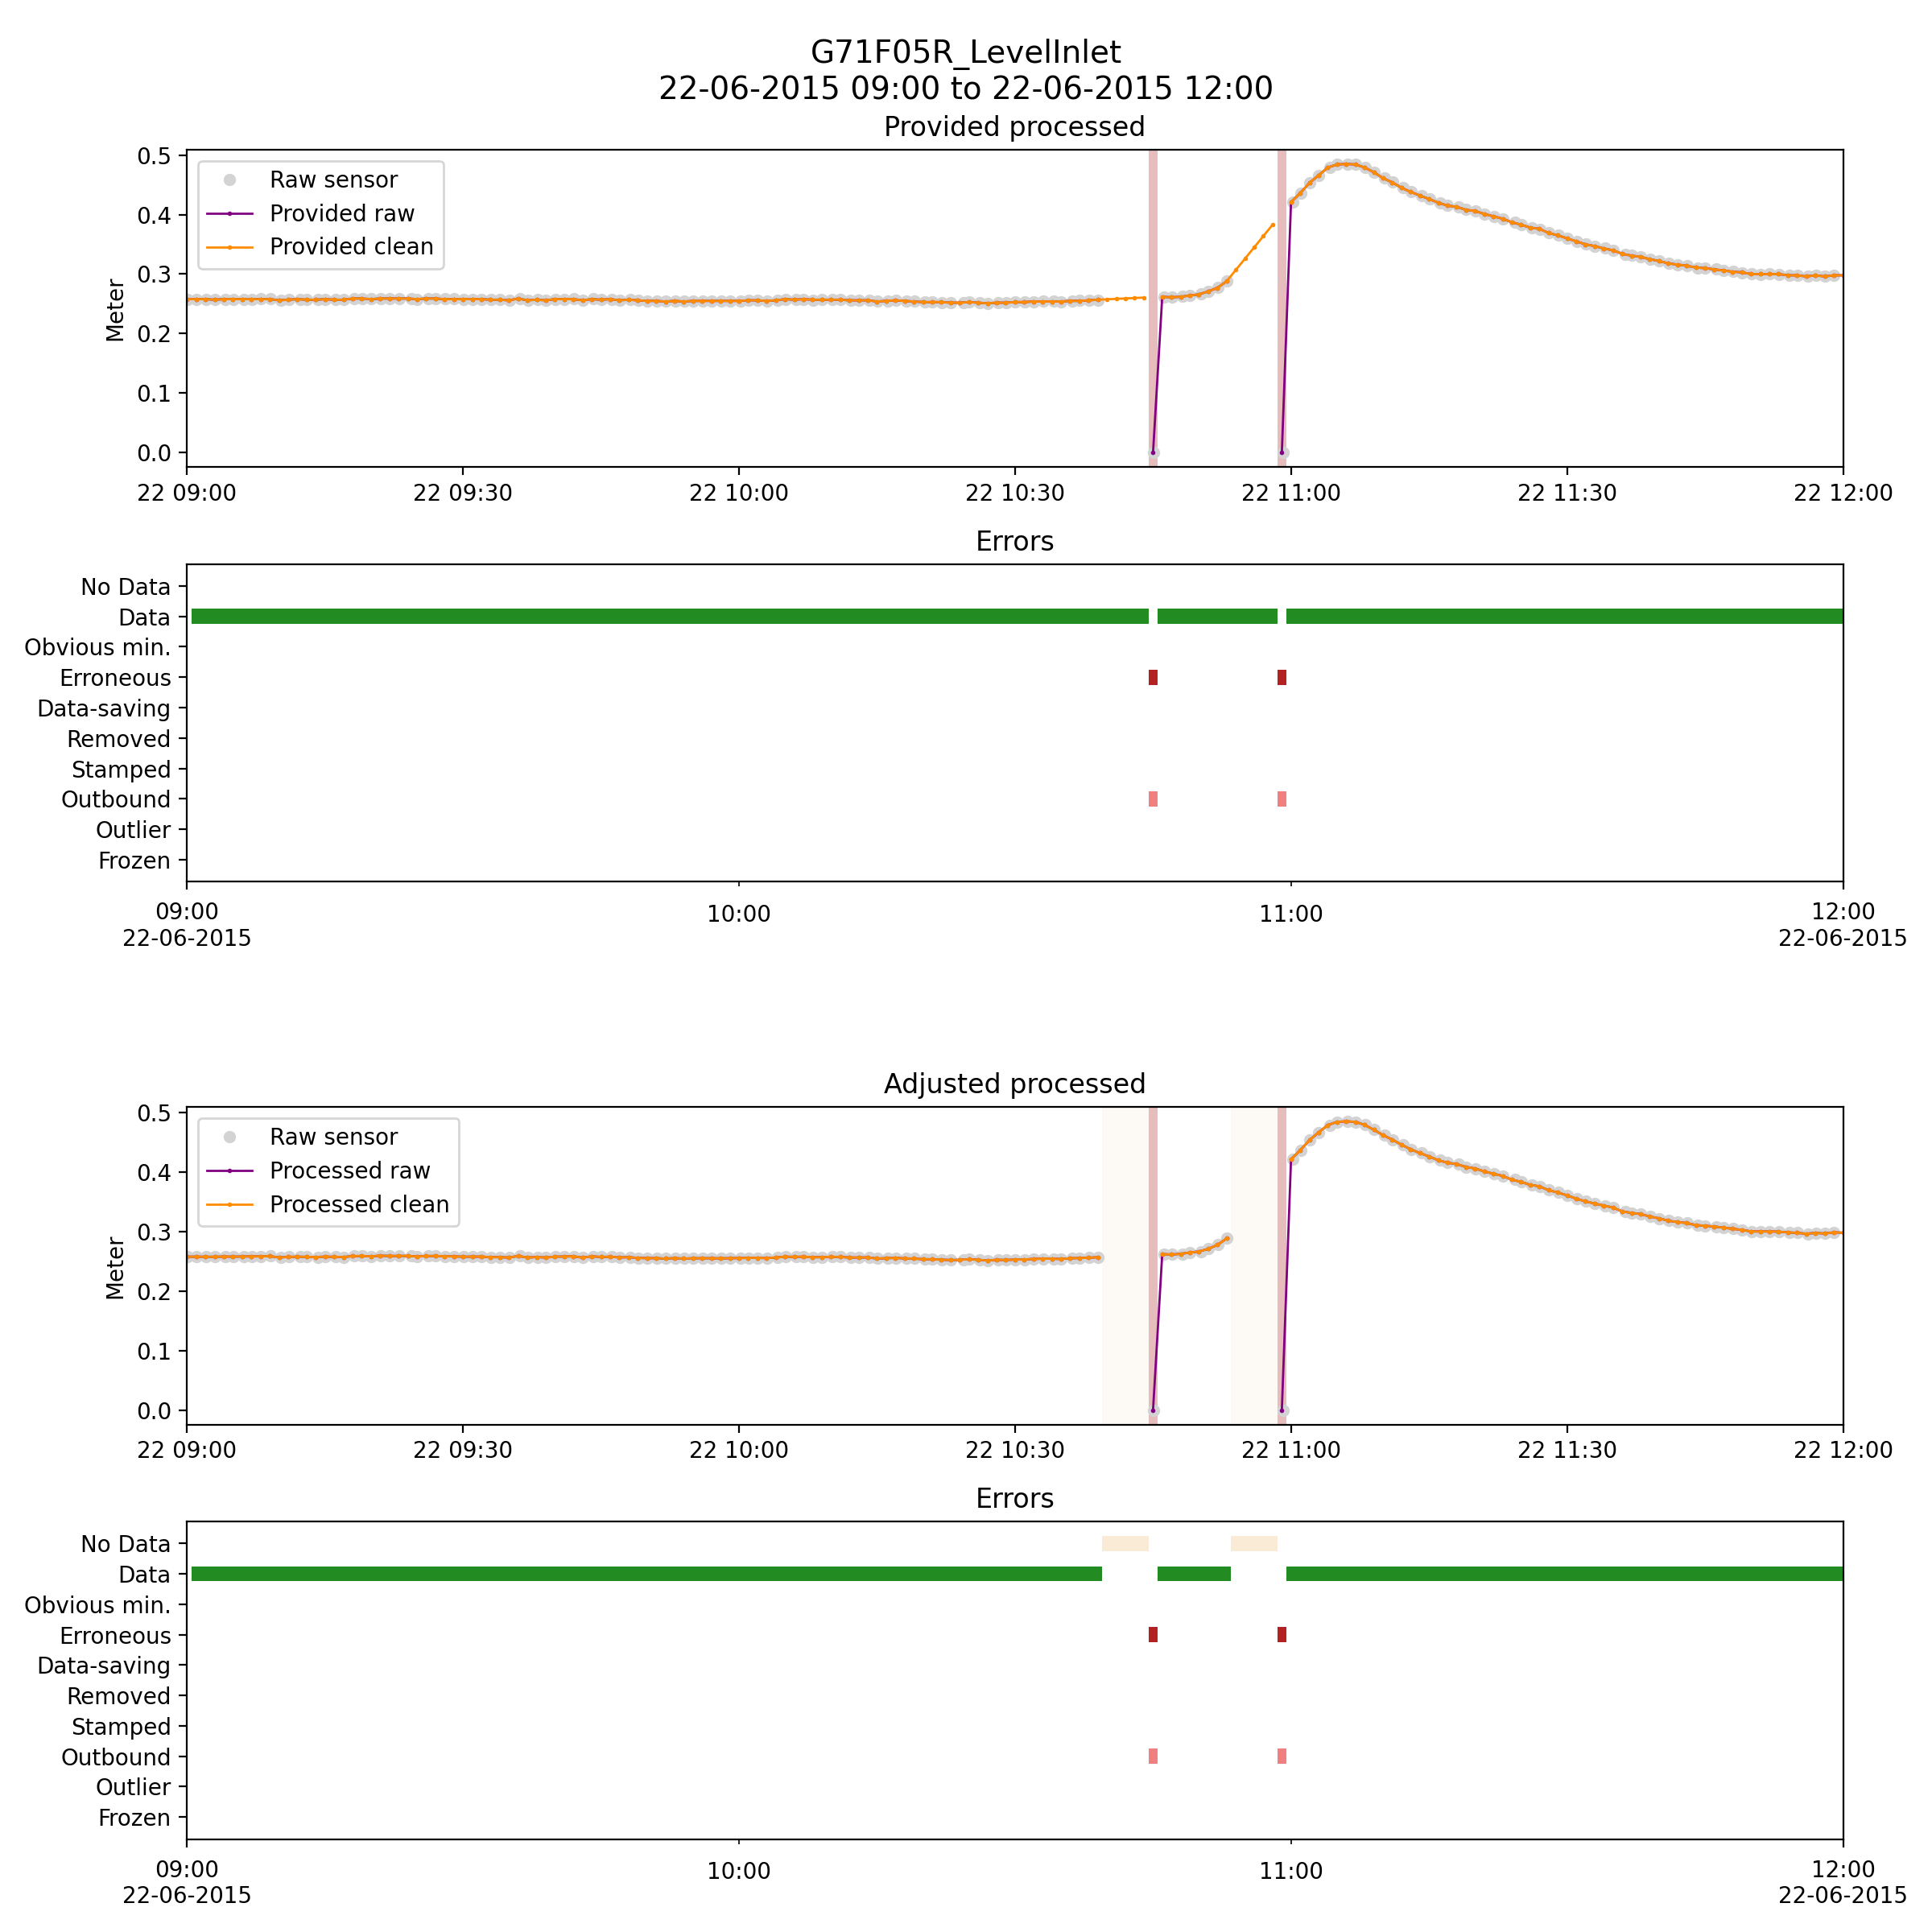 G71F05R_LevelInlet
22-06-2015 09:00 to 22-06-2015 12:00
Provided processed
Raw sensor
Provided raw
Provided clean
Meter
0.5
0.4
0.3
0.2
0.1
0.0
22 09:00 22 09:30 22 10:00 22 10:30 22 11:00 22 11:30 22 12:00
Errors
No Data
Data
Obvious min.
Erroneous
Data-saving
Removed
Stamped
Outbound
Outlier
Frozen
09:00 10:00 11:00 12:00
22-06-2015 22-06-2015
Adjusted processed
Raw sensor
Processed raw
Processed clean
Meter
0.5
0.4
0.3
0.2
0.1
0.0
22 09:00 22 09:30 22 10:00 22 10:30 22 11:00 22 11:30 22 12:00
Errors
No Data
Data
Obvious min.
Erroneous
Data-saving
Removed
Stamped
Outbound
Outlier
Frozen
09:00 10:00 11:00 12:00
22-06-2015 22-06-2015